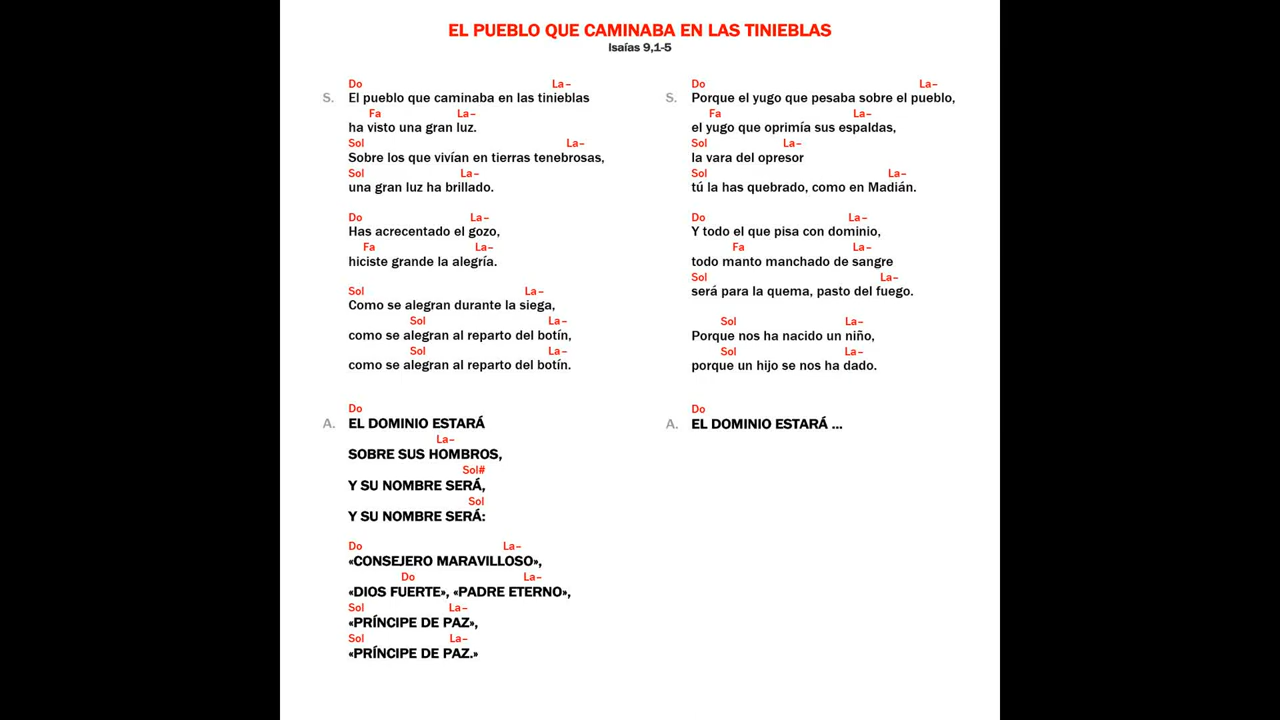 EL PUEBLO QUE CAMINABA EN LAS TINIEBLAS
Isaías 9,1-5
Do La–
S. El pueblo que caminaba en las tinieblas
Fa La–
ha visto una gran luz.
Sol La–
Sobre los que vivían en tierras tenebrosas,
Sol La–
una gran luz ha brillado.
Do La–
Has acrecentado el gozo,
Fa La–
hiciste grande la alegría.
Sol La–
Como se alegran durante la siega,
Sol La–
como se alegran al reparto del botín,
Sol La–
como se alegran al reparto del botín.
Do
A. EL DOMINIO ESTARÁ
La–
SOBRE SUS HOMBROS,
Sol#
Y SU NOMBRE SERÁ,
Sol
Y SU NOMBRE SERÁ:
Do La–
«CONSEJERO MARAVILLOSO»,
Do La–
«DIOS FUERTE», «PADRE ETERNO»,
Sol La–
«PRÍNCIPE DE PAZ»,
Sol La–
«PRÍNCIPE DE PAZ.»
Do La–
S. Porque el yugo que pesaba sobre el pueblo,
Fa La–
el yugo que oprimía sus espaldas,
Sol La–
la vara del opresor
Sol La–
tú la has quebrado, como en Madián.
Do La–
Y todo el que pisa con dominio,
Fa La–
todo manto manchado de sangre
Sol La–
será para la quema, pasto del fuego.
Sol La–
Porque nos ha nacido un niño,
Sol La–
porque un hijo se nos ha dado.
Do
A. EL DOMINIO ESTARÁ ...